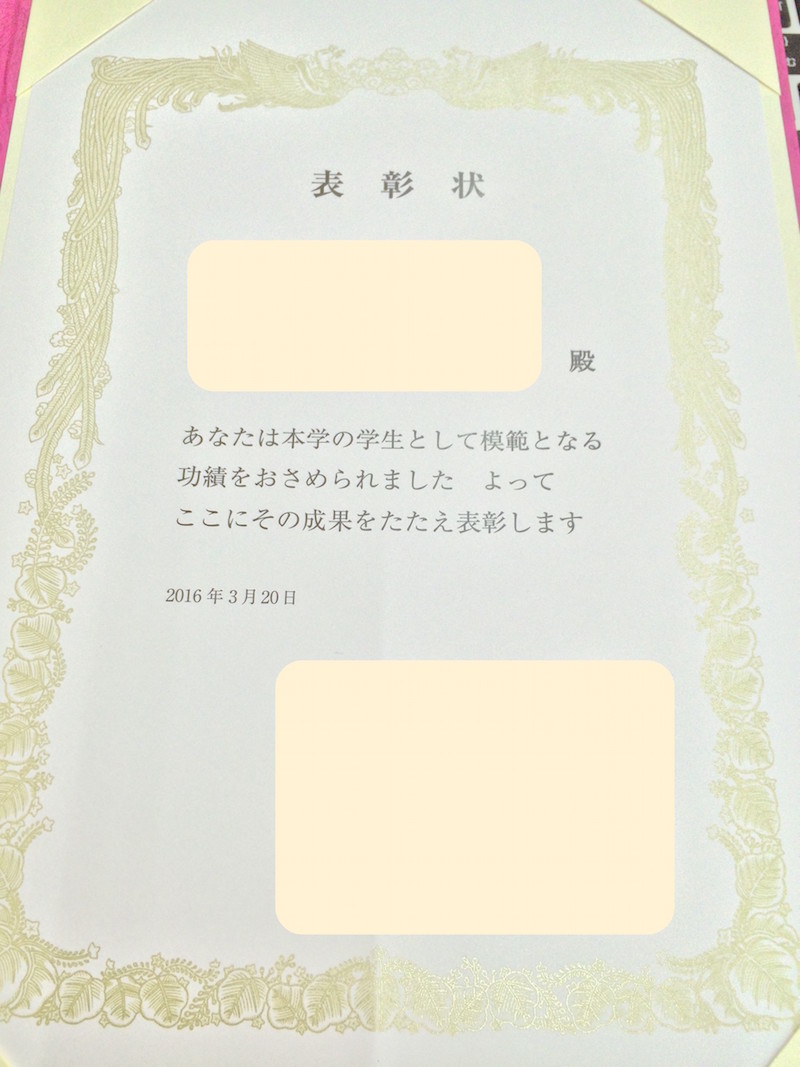 表 彰 状
殿
あなたは本学の学生として模範となる
功績をおさめられました　よって
ここにその成果をたたえ表彰します
2016年3月20日
む